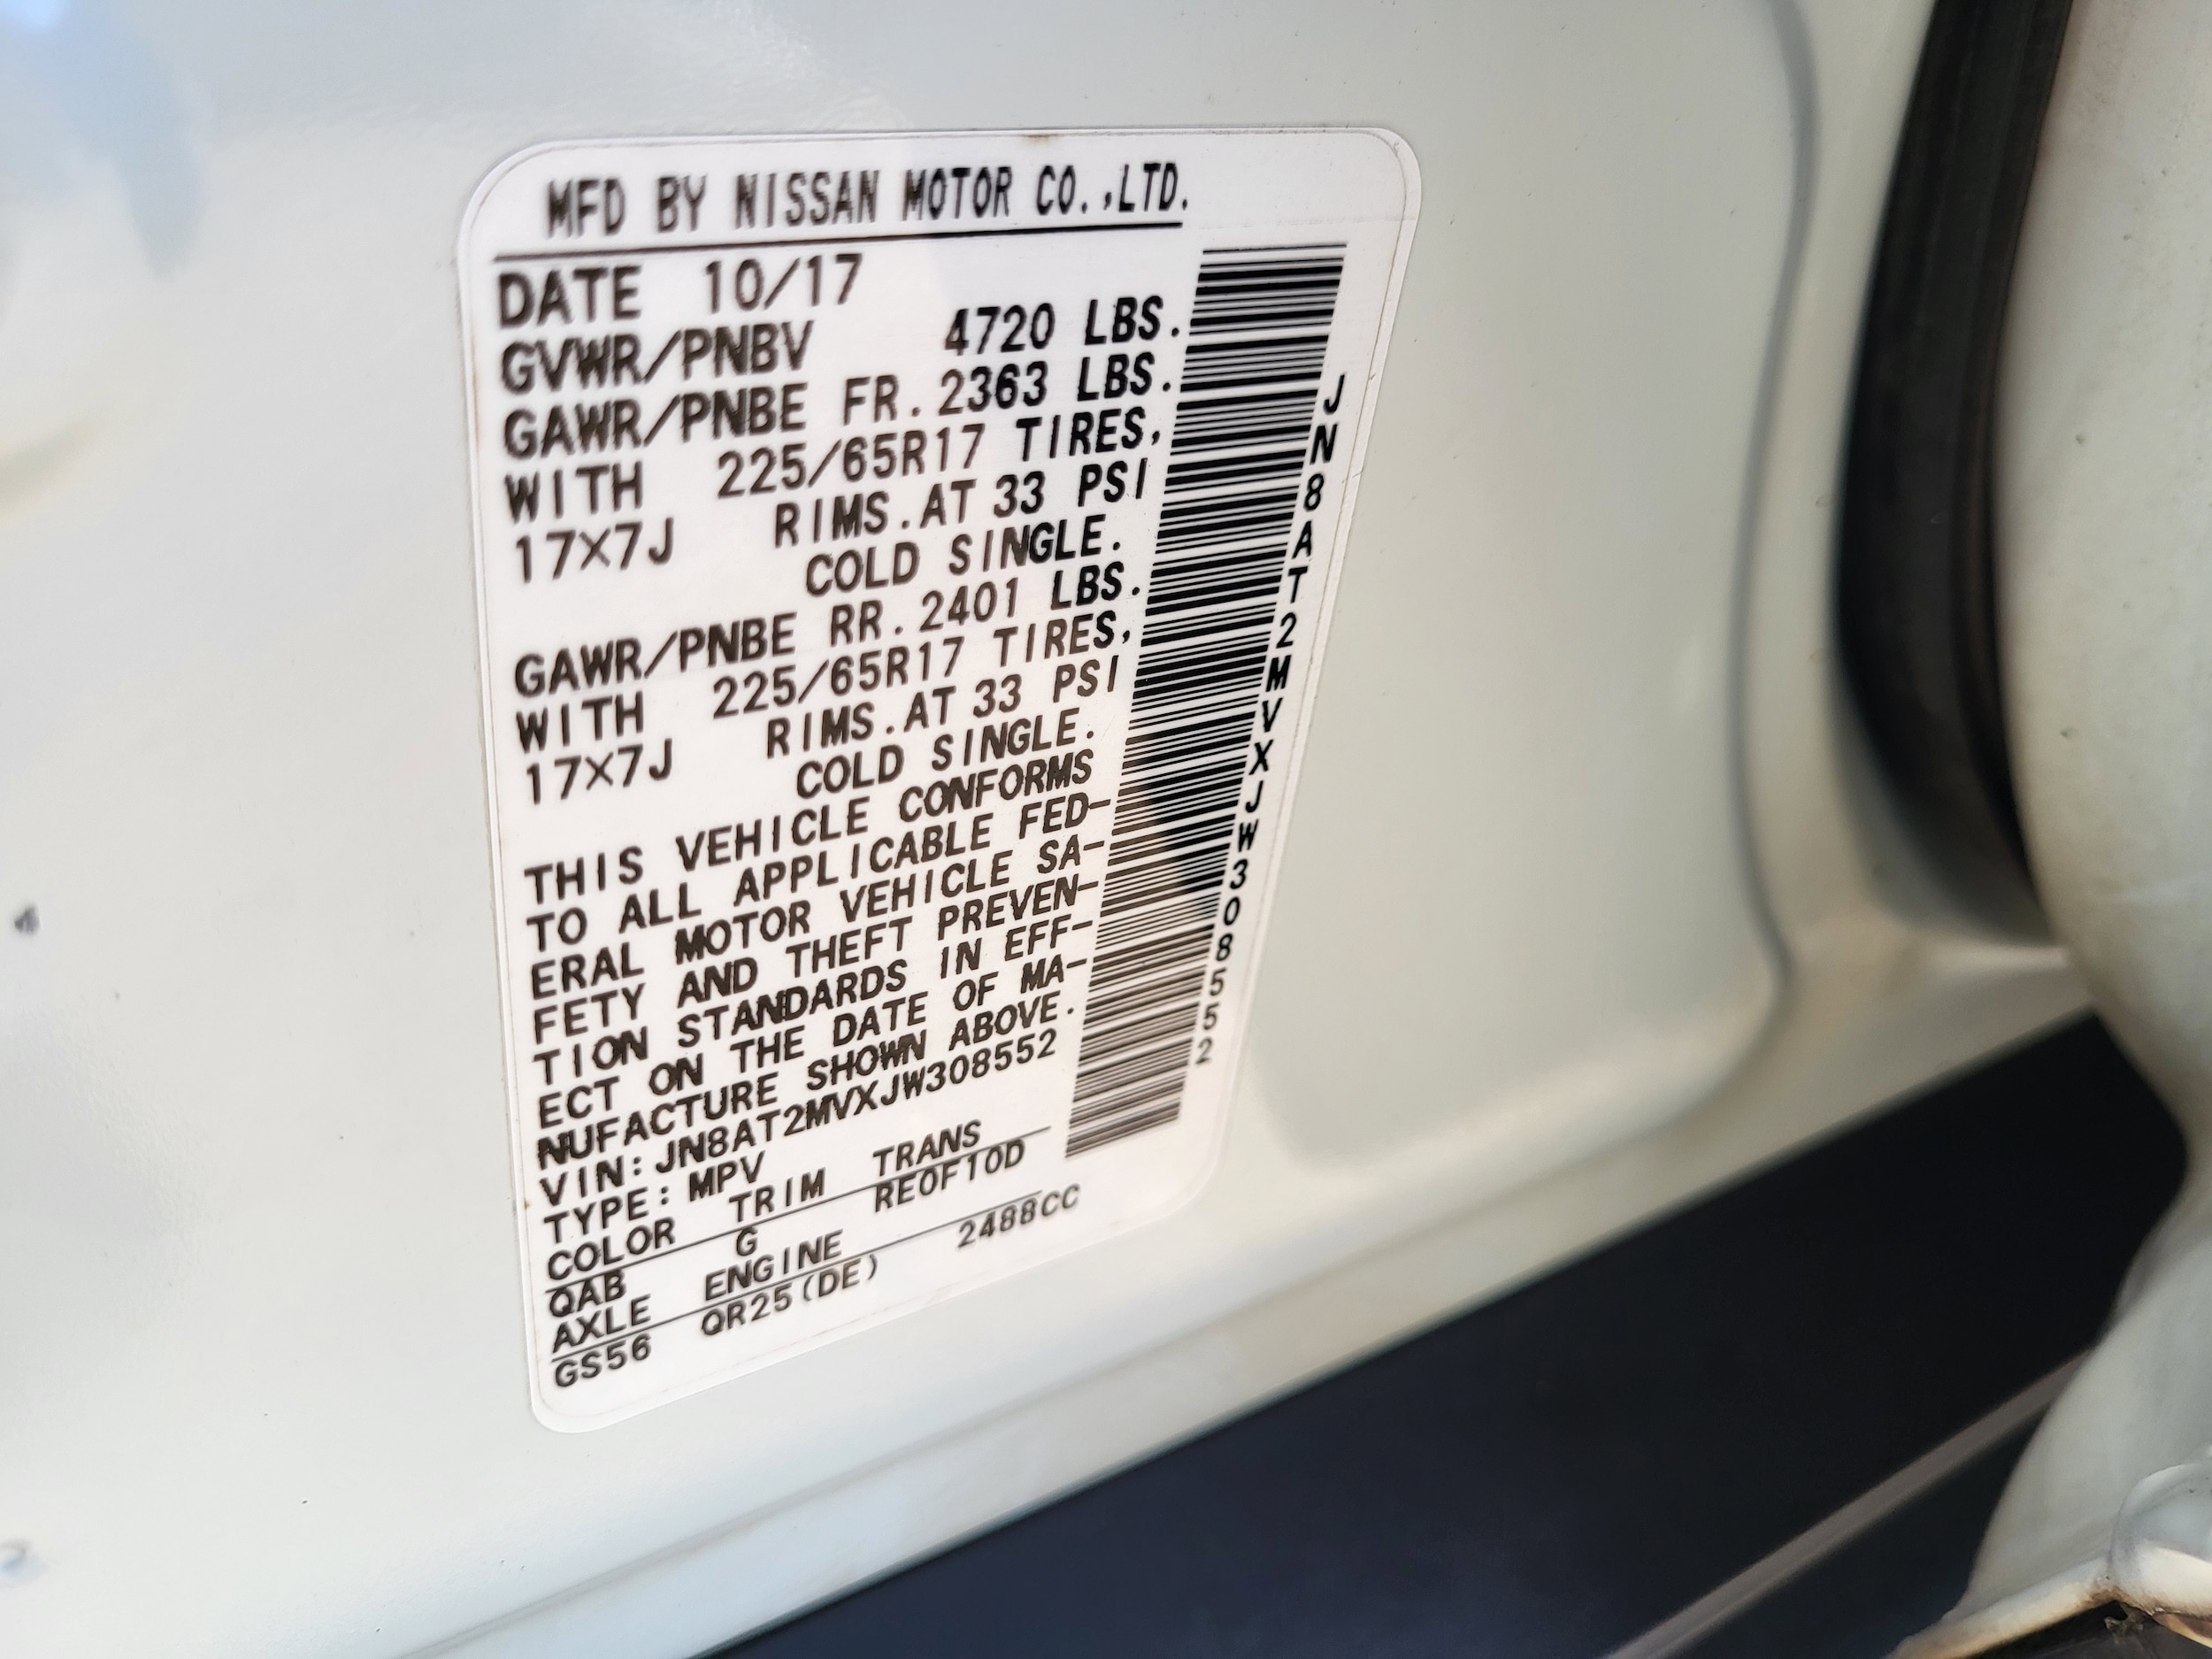 MFD BY NISSAN MOTOR CO.,LTD.
DATE 10/17
GVWR/PNBV 4720 LBS.
GAWR/PNBE FR. 2363 LBS.
WITH 225/65R17 TIRES,
17X7J RIMS. AT 33 PSI
COLD SINGLE.
GAWR/PNBE RR. 2401 LBS.
WITH 225/65R17 TIRES,
17X7J RIMS. AT 33 PSI
COLD SINGLE.
THIS VEHICLE CONFORMS
TO ALL APPLICABLE FED-
ERAL MOTOR VEHICLE SA-
FETY AND THEFT PREVEN-
TION STANDARDS IN EFF-
ECT ON THE DATE OF MA-
NUFACTURE SHOWN ABOVE.
VIN: JN8AT2MVXJW308552
TYPE: MPV
COLOR TRIM TRANS
QAB G RE0F10D
AXLE ENGINE
GS56 QR25(DE) 2488CC
JN8AT2MVXJW308552